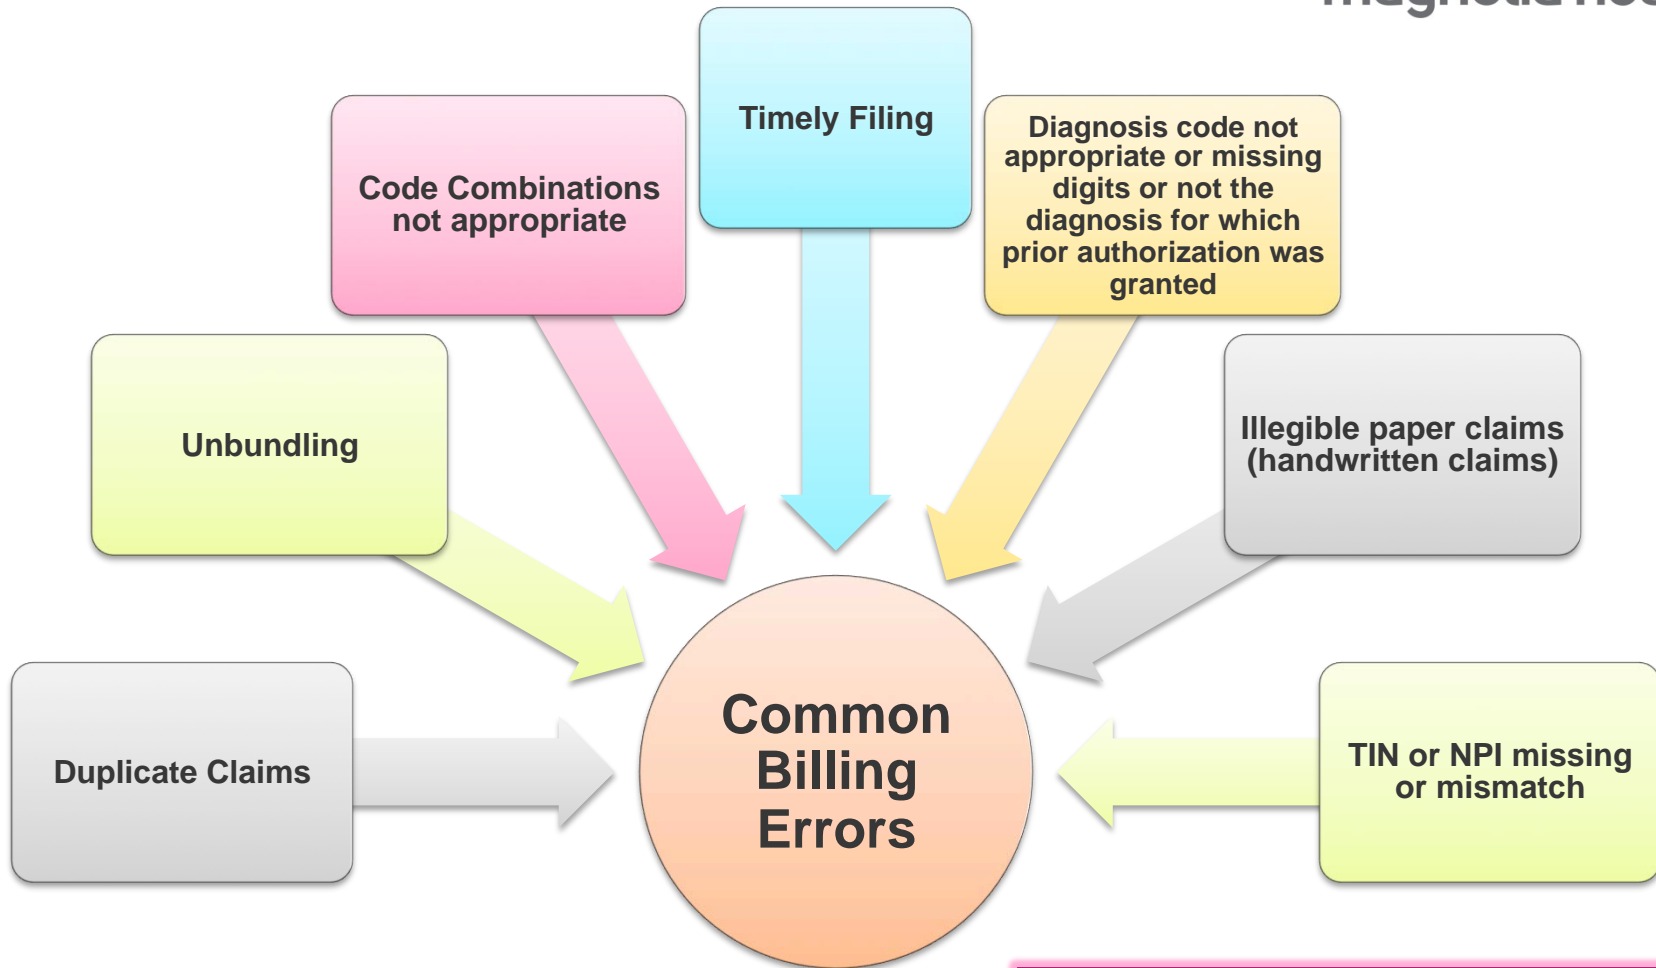 Timely Filing
Code Combinations
not appropriate
Diagnosis code not
appropriate or missing
digits or not the
diagnosis for which
prior authorization was
granted
Unbundling
Illegible paper claims
(handwritten claims)
Duplicate Claims
Common
Billing
Errors
TIN or NPI missing
or mismatch